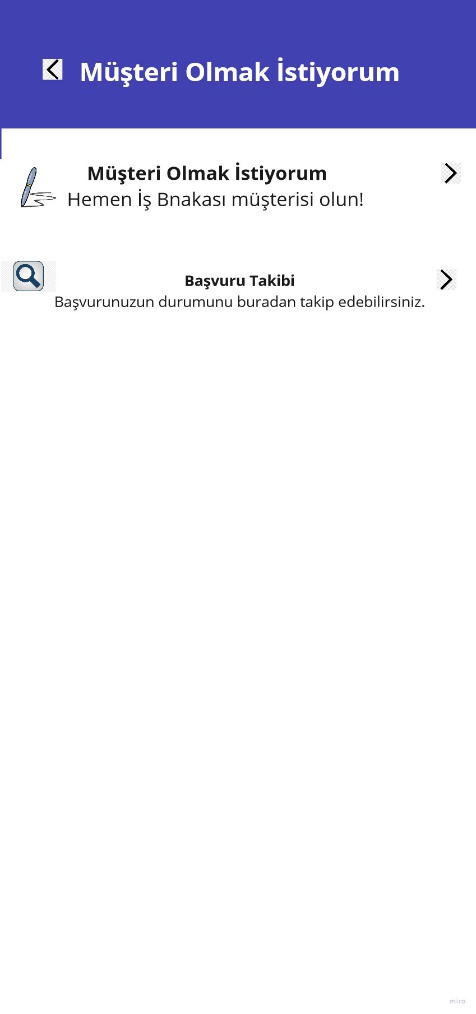 Müşteri Olmak İstiyorum
Müşteri Olmak İstiyorum
Hemen İş Bnakası müşterisi olun!
Başvuru Takibi
Başvurunuzun durumunu buradan takip edebilirsiniz.
miro